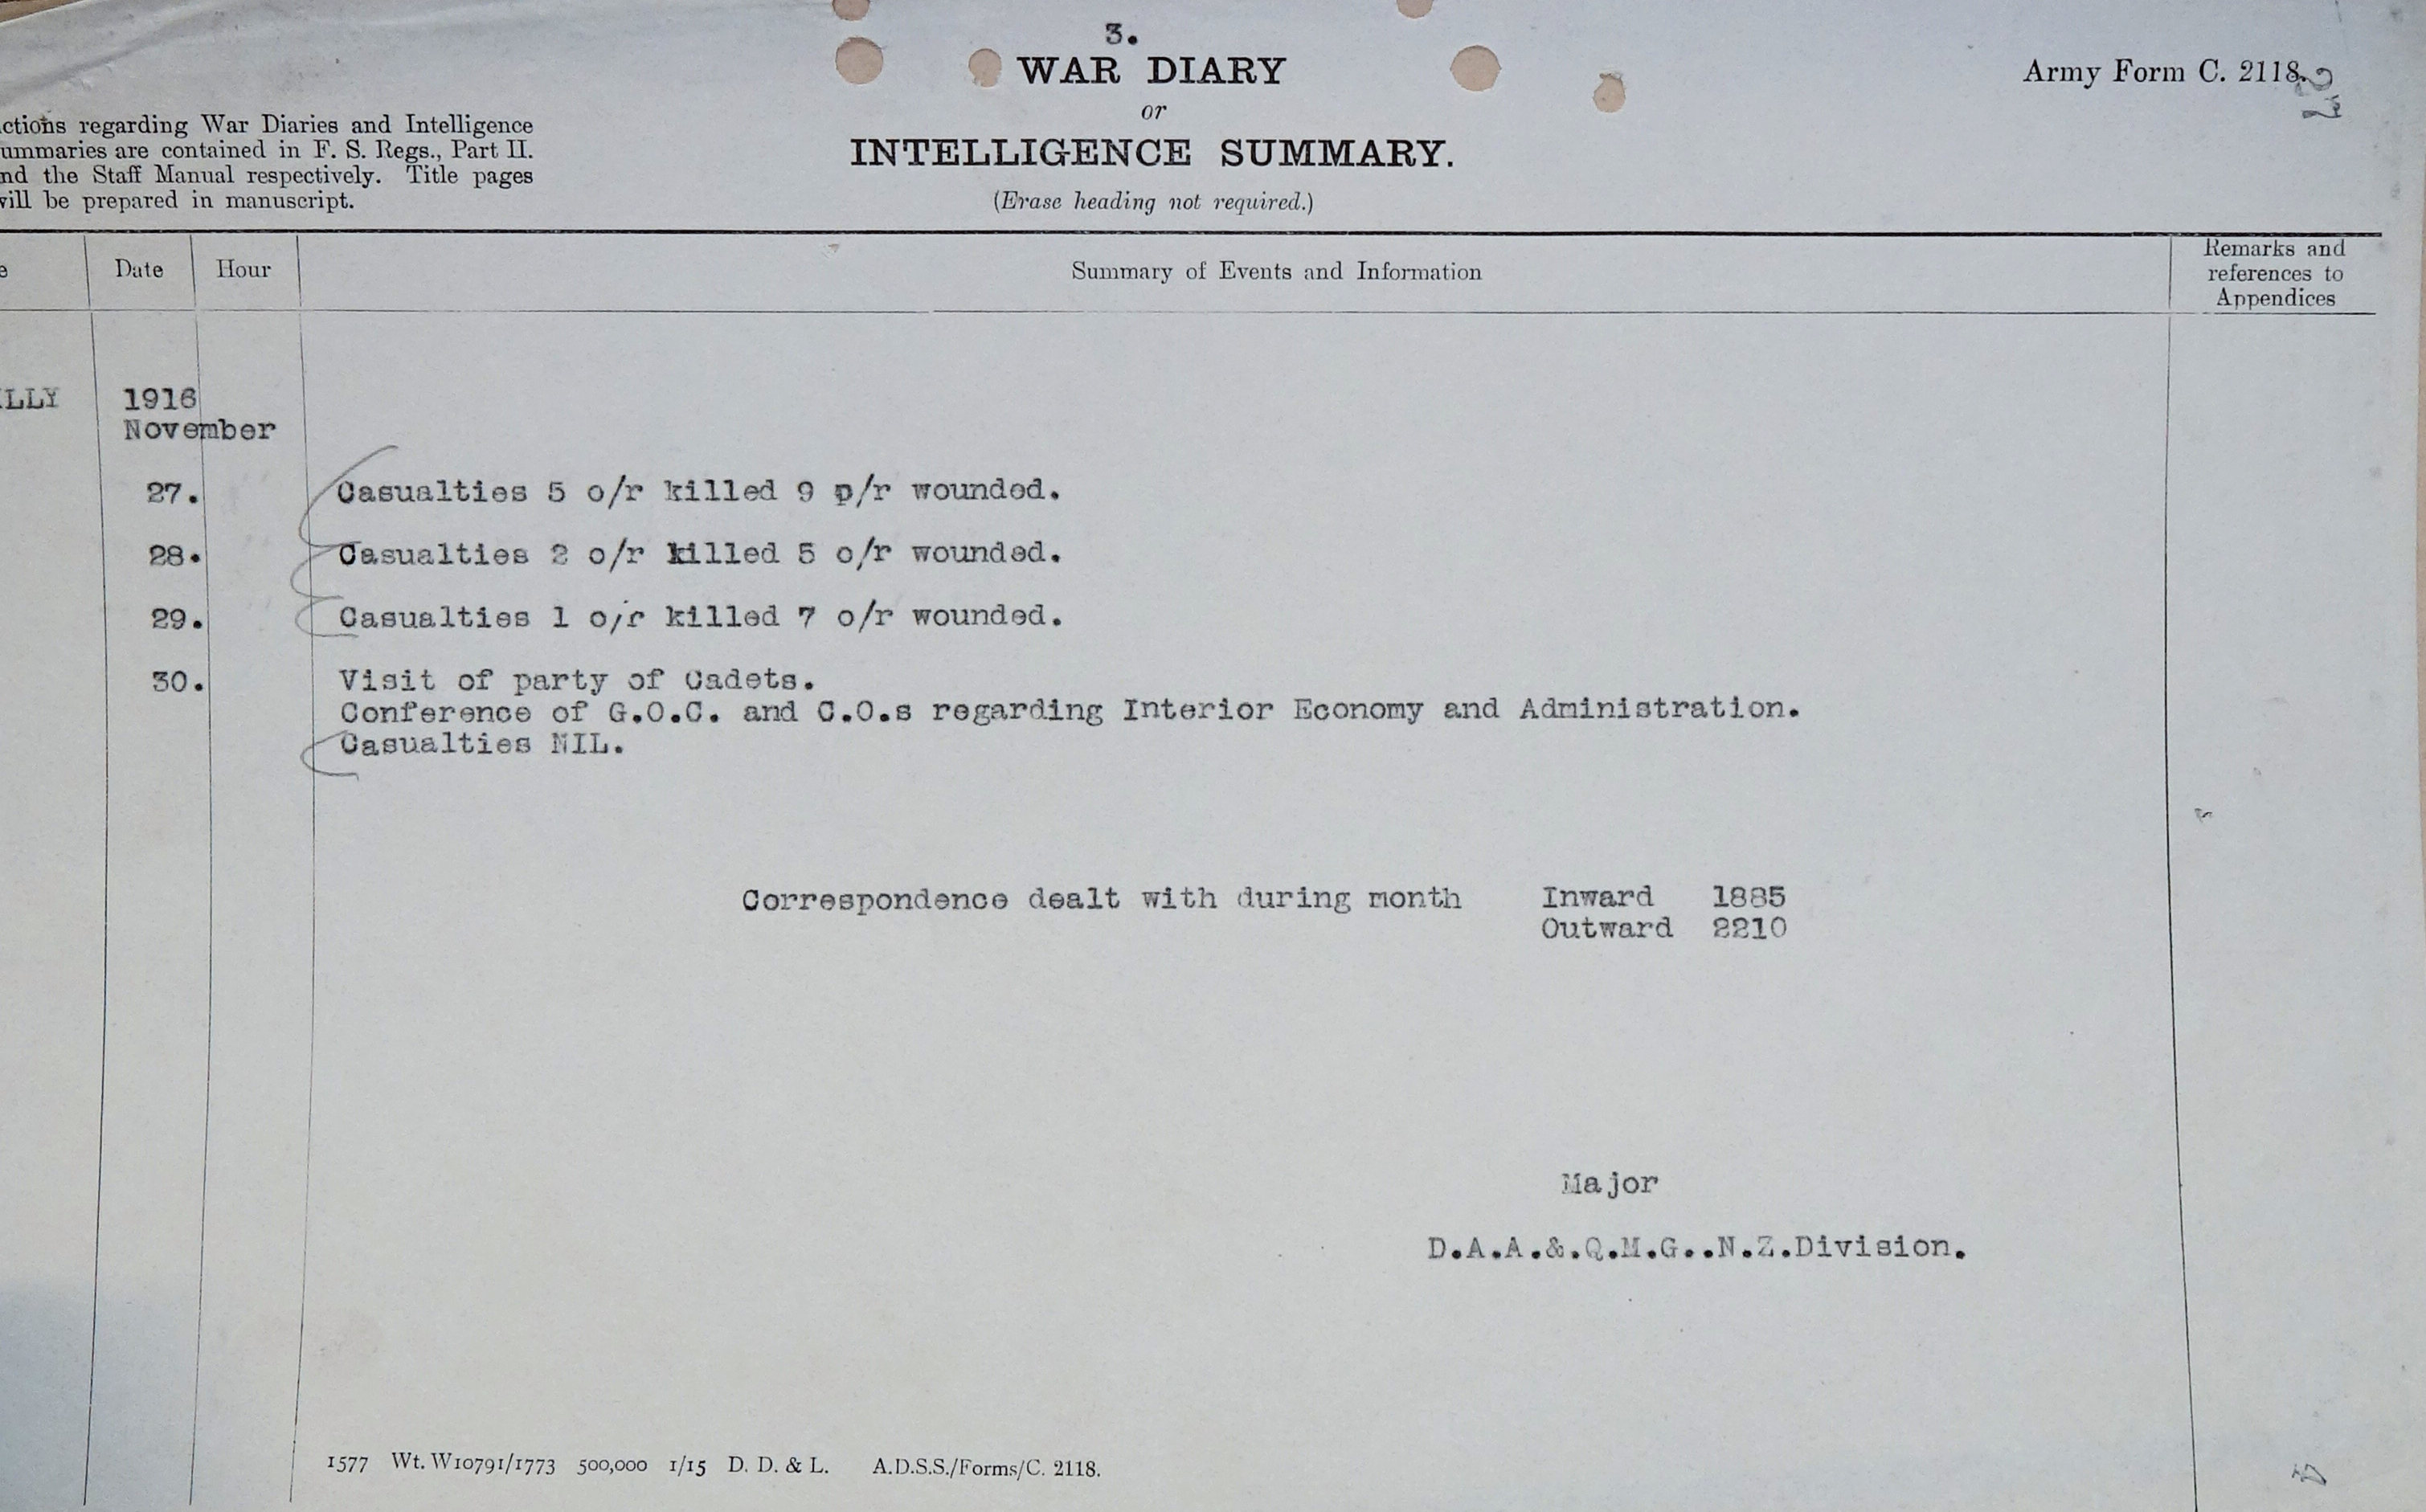 3.
WAR DIARY
or
INTELLIGENCE SUMMARY.
(Erase heading not required.)
Army Form C. 2118.
27
ctions regarding War Diaries and Intelligence
ummaries are contained in F. S. Regs., Part II.
nd the Staff Manual respectively. Title pages
will be prepared in manuscript.
e Date Hour Summary of Events and Information
Remarks and
references to
Appendices
ILLY 1916
November
27. Casualties 5 o/r killed 9 p/r wounded.
28. Casualties 2 o/r killed 5 o/r wounded.
29. Casualties 1 o/r killed 7 o/r wounded.
30. Visit of party of Cadets.
Conference of G.O.C. and C.O.s regarding Interior Economy and Administration.
Casualties NIL.
Correspondence dealt with during month Inward 1885
Outward 2210
Major
D.A.A.&.Q.M.G..N.Z.Division.
1577 Wt. W10791/1773 500,000 1/15 D. D. & L. A.D.S.S./Forms/C. 2118.